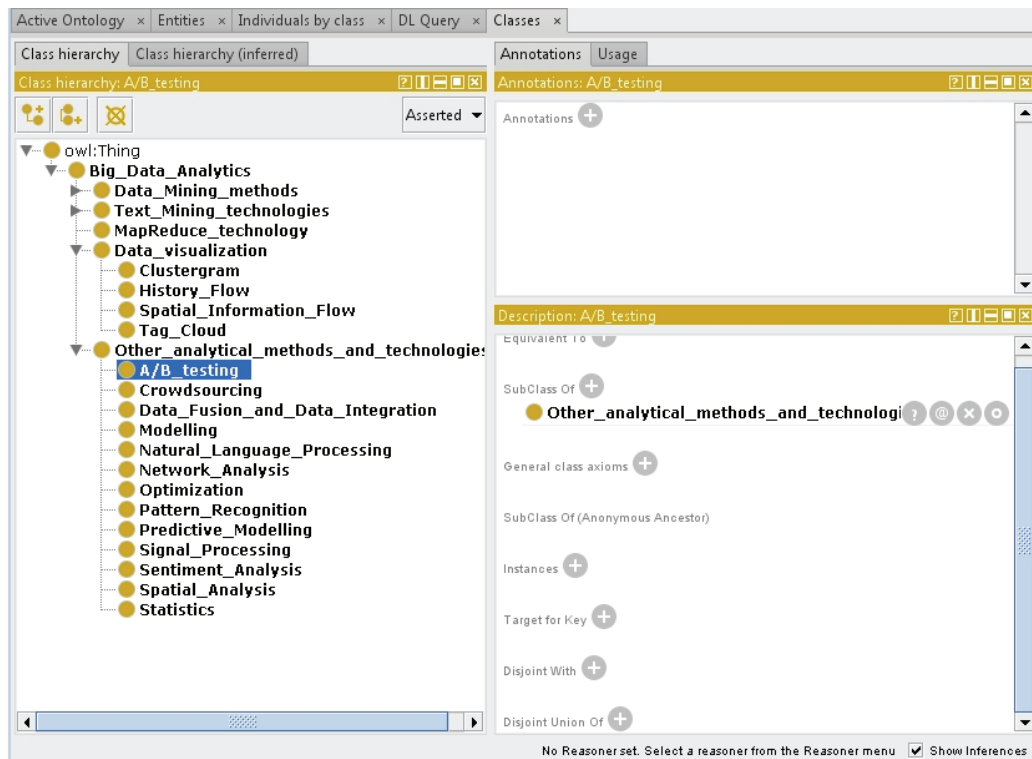 Active Ontology × Entities × Individuals by class × DL Query × Classes ×
Class hierarchy Class hierarchy (inferred)
Class hierarchy: A/B_testing
Asserted
owl:Thing
Big_Data_Analytics
Data_Mining_methods
Text_Mining_technologies
MapReduce_technology
Data_visualization
Clustergram
History_Flow
Spatial_Information_Flow
Tag_Cloud
Other_analytical_methods_and_technologies
A/B_testing
Crowdsourcing
Data_Fusion_and_Data_Integration
Modelling
Natural_Language_Processing
Network_Analysis
Optimization
Pattern_Recognition
Predictive_Modelling
Signal_Processing
Sentiment_Analysis
Spatial_Analysis
Statistics
Annotations Usage
Annotations: A/B_testing
Annotations
Description: A/B_testing
Equivalent To
SubClass Of
Other_analytical_methods_and_technologi
General class axioms
SubClass Of (Anonymous Ancestor)
Instances
Target for Key
Disjoint With
Disjoint Union Of
No Reasoner set. Select a reasoner from the Reasoner menu Show Inferences